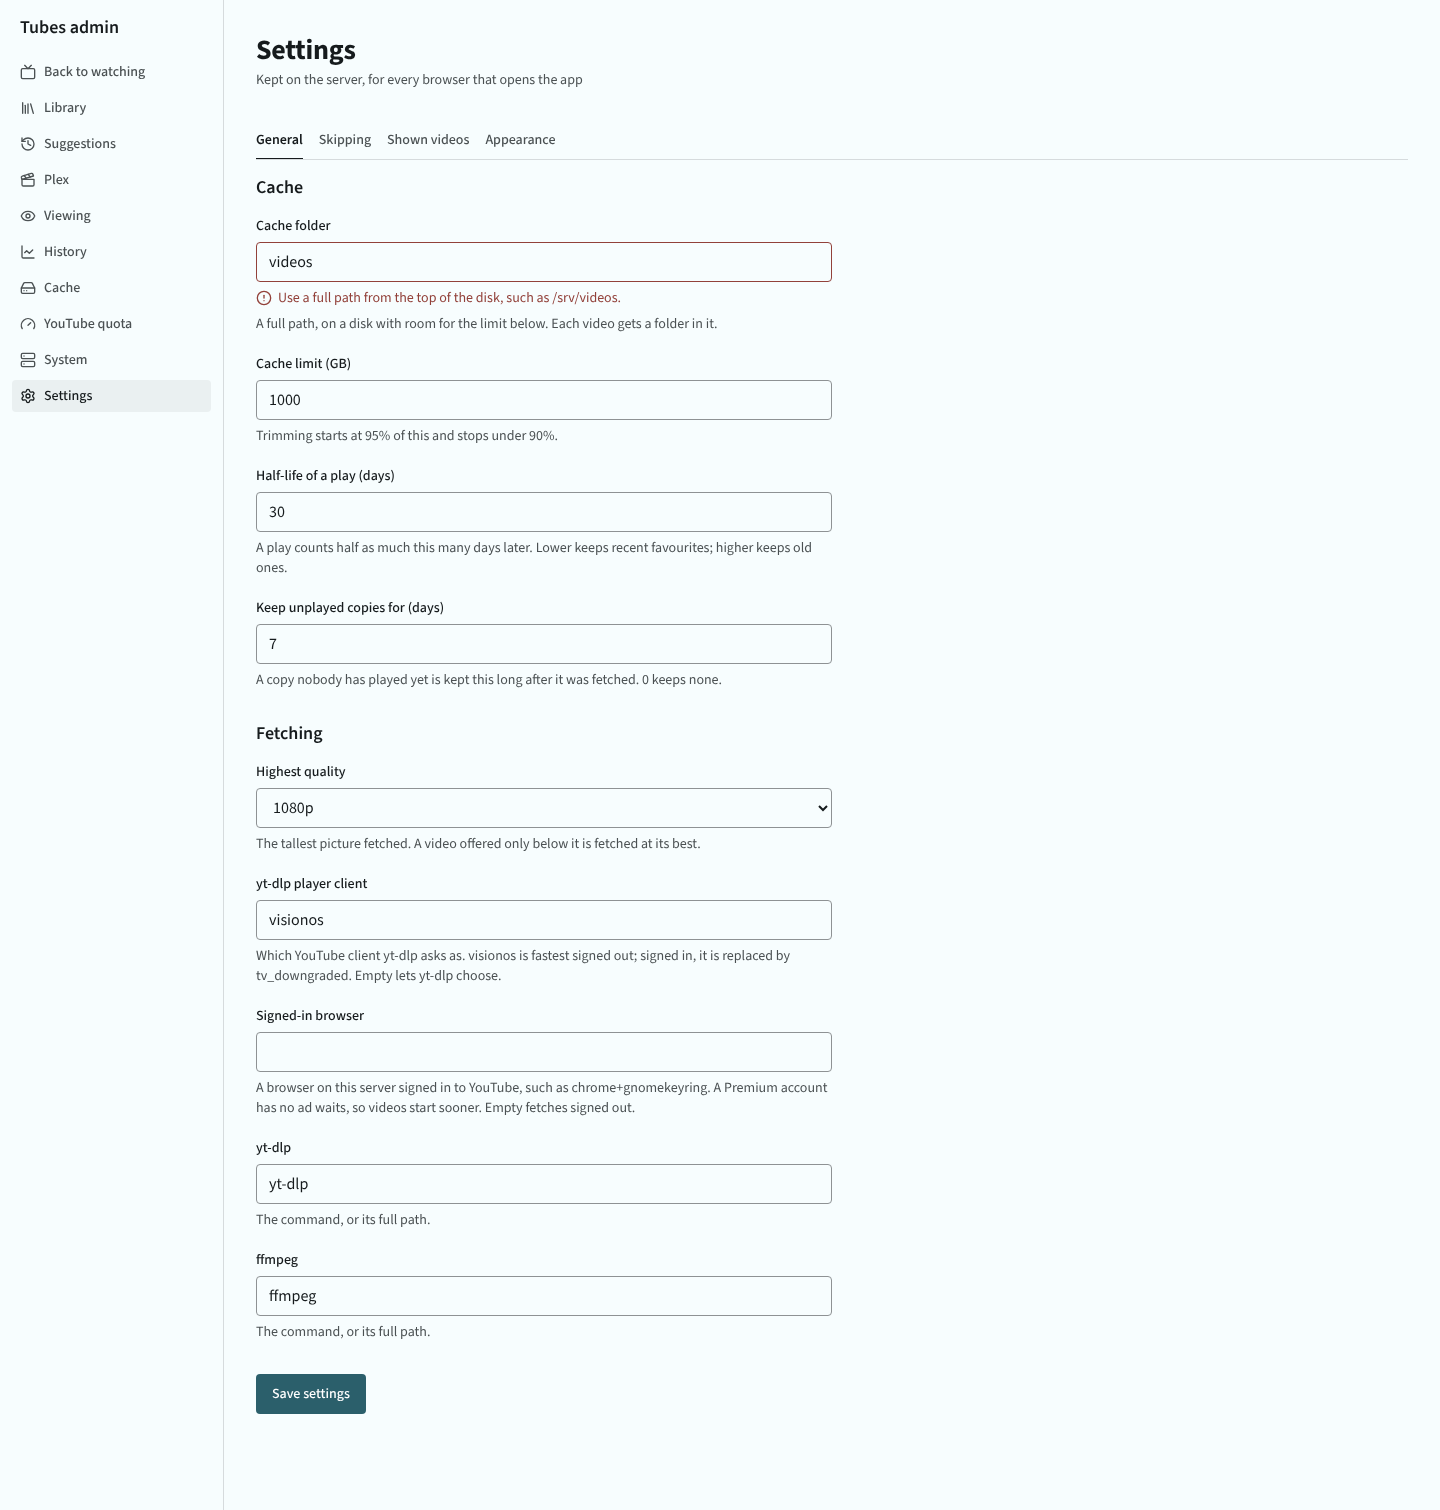 Tubes admin
Back to watching
Library
Suggestions
Plex
Viewing
History
Cache
YouTube quota
System
Settings
Settings
Kept on the server, for every browser that opens the app
General
Skipping
Shown videos
Appearance
Cache
Cache folder
videos
Use a full path from the top of the disk, such as /srv/videos.
A full path, on a disk with room for the limit below. Each video gets a folder in it.
Cache limit (GB)
1000
Trimming starts at 95% of this and stops under 90%.
Half-life of a play (days)
30
A play counts half as much this many days later. Lower keeps recent favourites; higher keeps old
ones.
Keep unplayed copies for (days)
7
A copy nobody has played yet is kept this long after it was fetched. 0 keeps none.
Fetching
Highest quality
1080p
The tallest picture fetched. A video offered only below it is fetched at its best.
yt-dlp player client
visionos
Which YouTube client yt-dlp asks as. visionos is fastest signed out; signed in, it is replaced by
tv_downgraded. Empty lets yt-dlp choose.
Signed-in browser
A browser on this server signed in to YouTube, such as chrome+gnomekeyring. A Premium account
has no ad waits, so videos start sooner. Empty fetches signed out.
yt-dlp
yt-dlp
The command, or its full path.
ffmpeg
ffmpeg
The command, or its full path.
Save settings